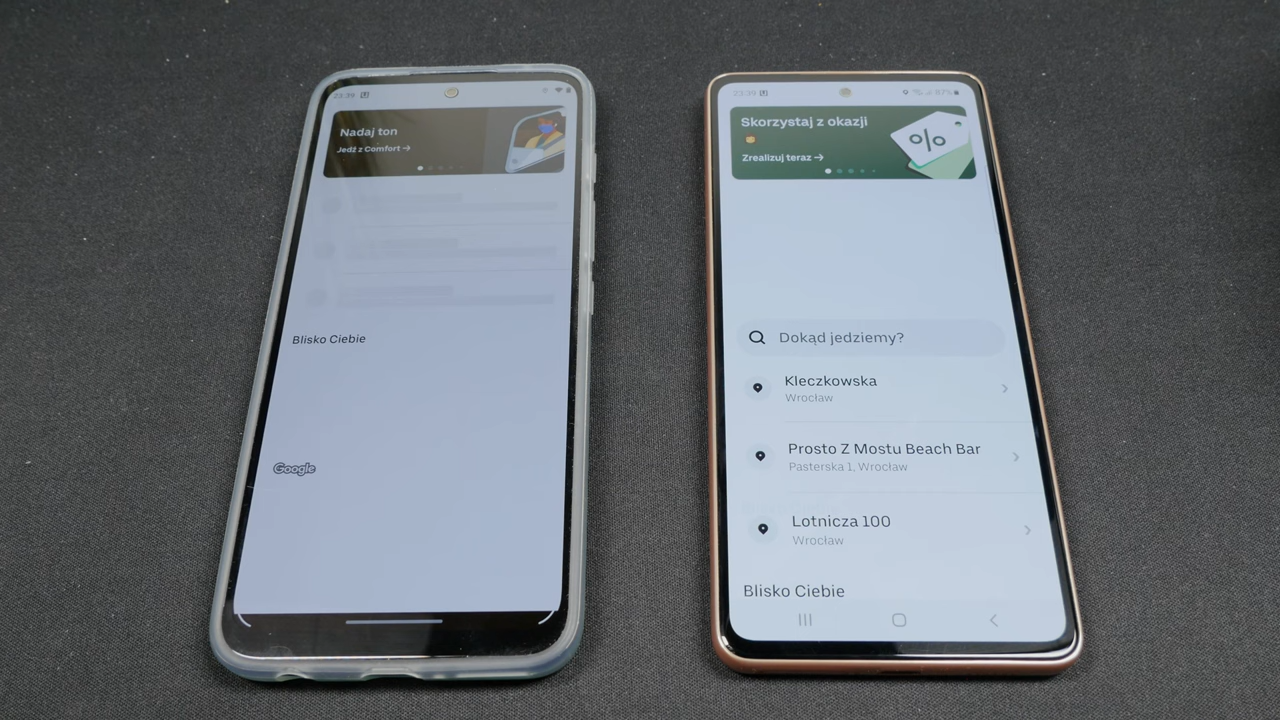 23:39
Nadaj ton
Jedź z Comfort →
Blisko Ciebie
Google
23:39
87%
Skorzystaj z okazji
Zrealizuj teraz →
%
Dokąd jedziemy?
Kleczkowska
Wrocław
Prosto Z Mostu Beach Bar
Pasterska 1, Wrocław
Lotnicza 100
Wrocław
Blisko Ciebie